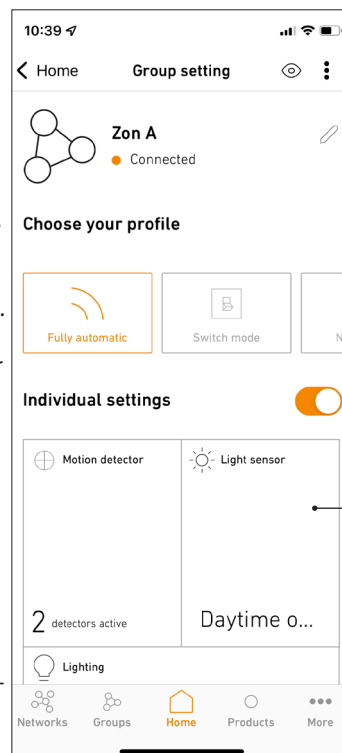 10:39
Home Group setting
Zon A
Connected
Choose your profile
Fully automatic Switch mode N
Individual settings
Motion detector Light sensor
2 detectors active Daytime o...
Lighting
Networks Groups Home Products More